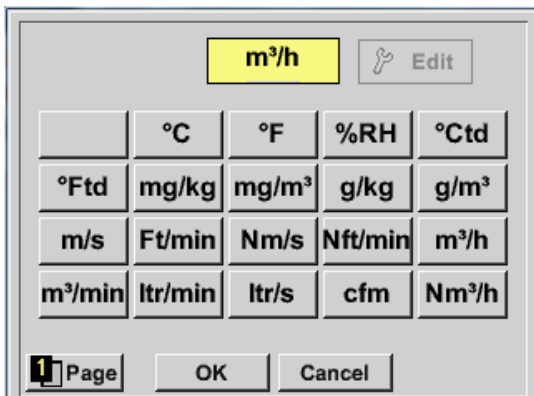 m³/h Edit
°C °F %RH °Ctd
°Ftd mg/kg mg/m³ g/kg g/m³
m/s Ft/min Nm/s Nft/min m³/h
m³/min ltr/min ltr/s cfm Nm³/h
1 Page OK Cancel